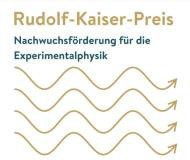 Rudolf-Kaiser-Preis
Nachwuchsförderung für die
Experimentalphysik